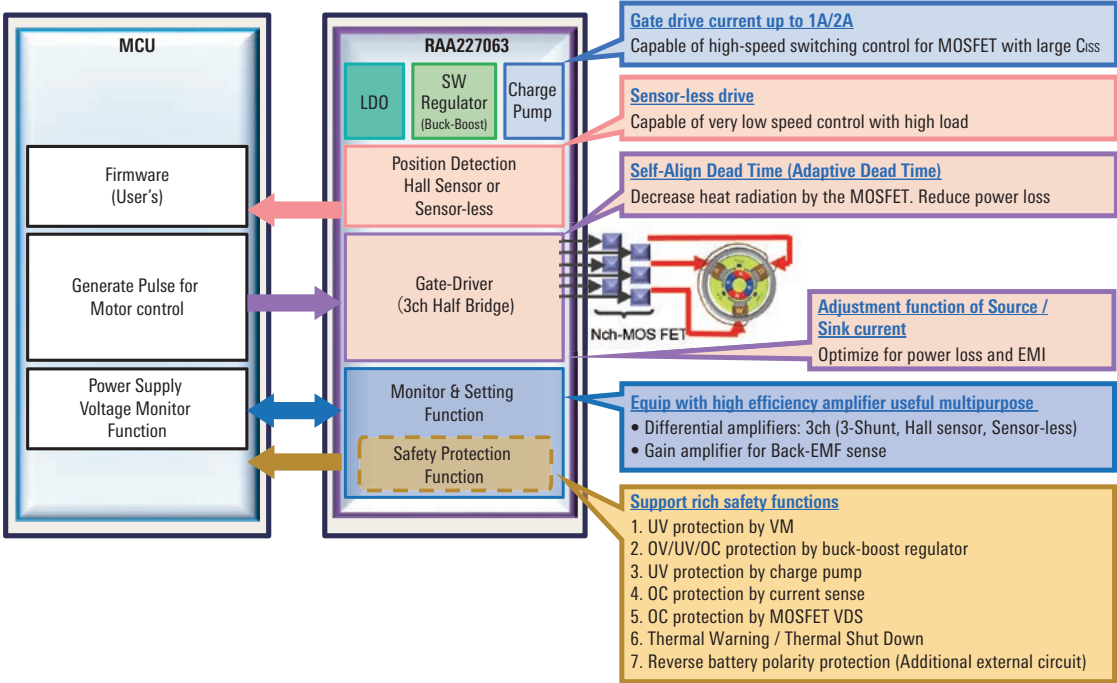 MCU
Firmware
(User's)
Generate Pulse for
Motor control
Power Supply
Voltage Monitor
Function
RAA227063
LDO
SW
Regulator
(Buck-Boost)
Charge
Pump
Position Detection
Hall Sensor or
Sensor-less
Gate-Driver
(3ch Half Bridge)
Monitor & Setting
Function
Safety Protection
Function
Nch-MOS FET
Gate drive current up to 1A/2A
Capable of high-speed switching control for MOSFET with large CISS
Sensor-less drive
Capable of very low speed control with high load
Self-Align Dead Time (Adaptive Dead Time)
Decrease heat radiation by the MOSFET. Reduce power loss
Adjustment function of Source /
Sink current
Optimize for power loss and EMI
Equip with high efficiency amplifier useful multipurpose
• Differential amplifiers: 3ch (3-Shunt, Hall sensor, Sensor-less)
• Gain amplifier for Back-EMF sense
Support rich safety functions
1. UV protection by VM
2. OV/UV/OC protection by buck-boost regulator
3. UV protection by charge pump
4. OC protection by current sense
5. OC protection by MOSFET VDS
6. Thermal Warning / Thermal Shut Down
7. Reverse battery polarity protection (Additional external circuit)